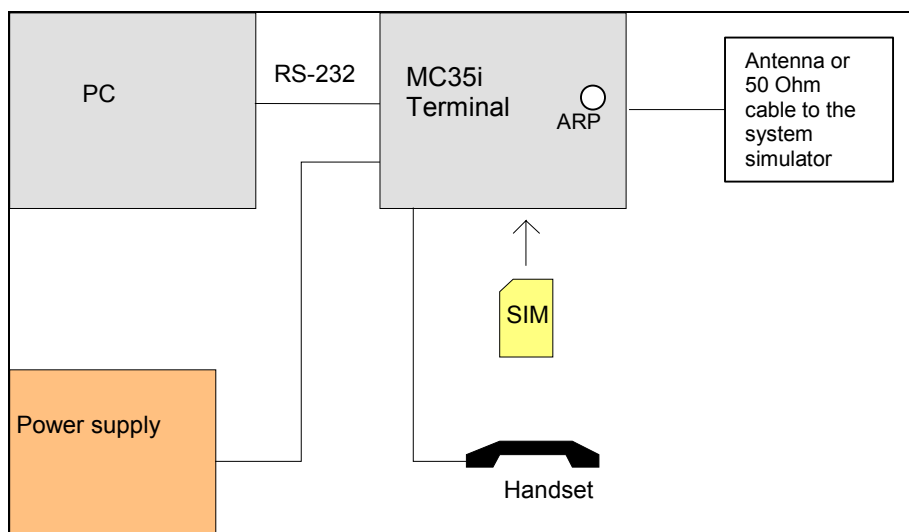 PC
RS-232
MC35i
Terminal
ARP
Antenna or
50 Ohm
cable to the
system
simulator
SIM
Power supply
Handset